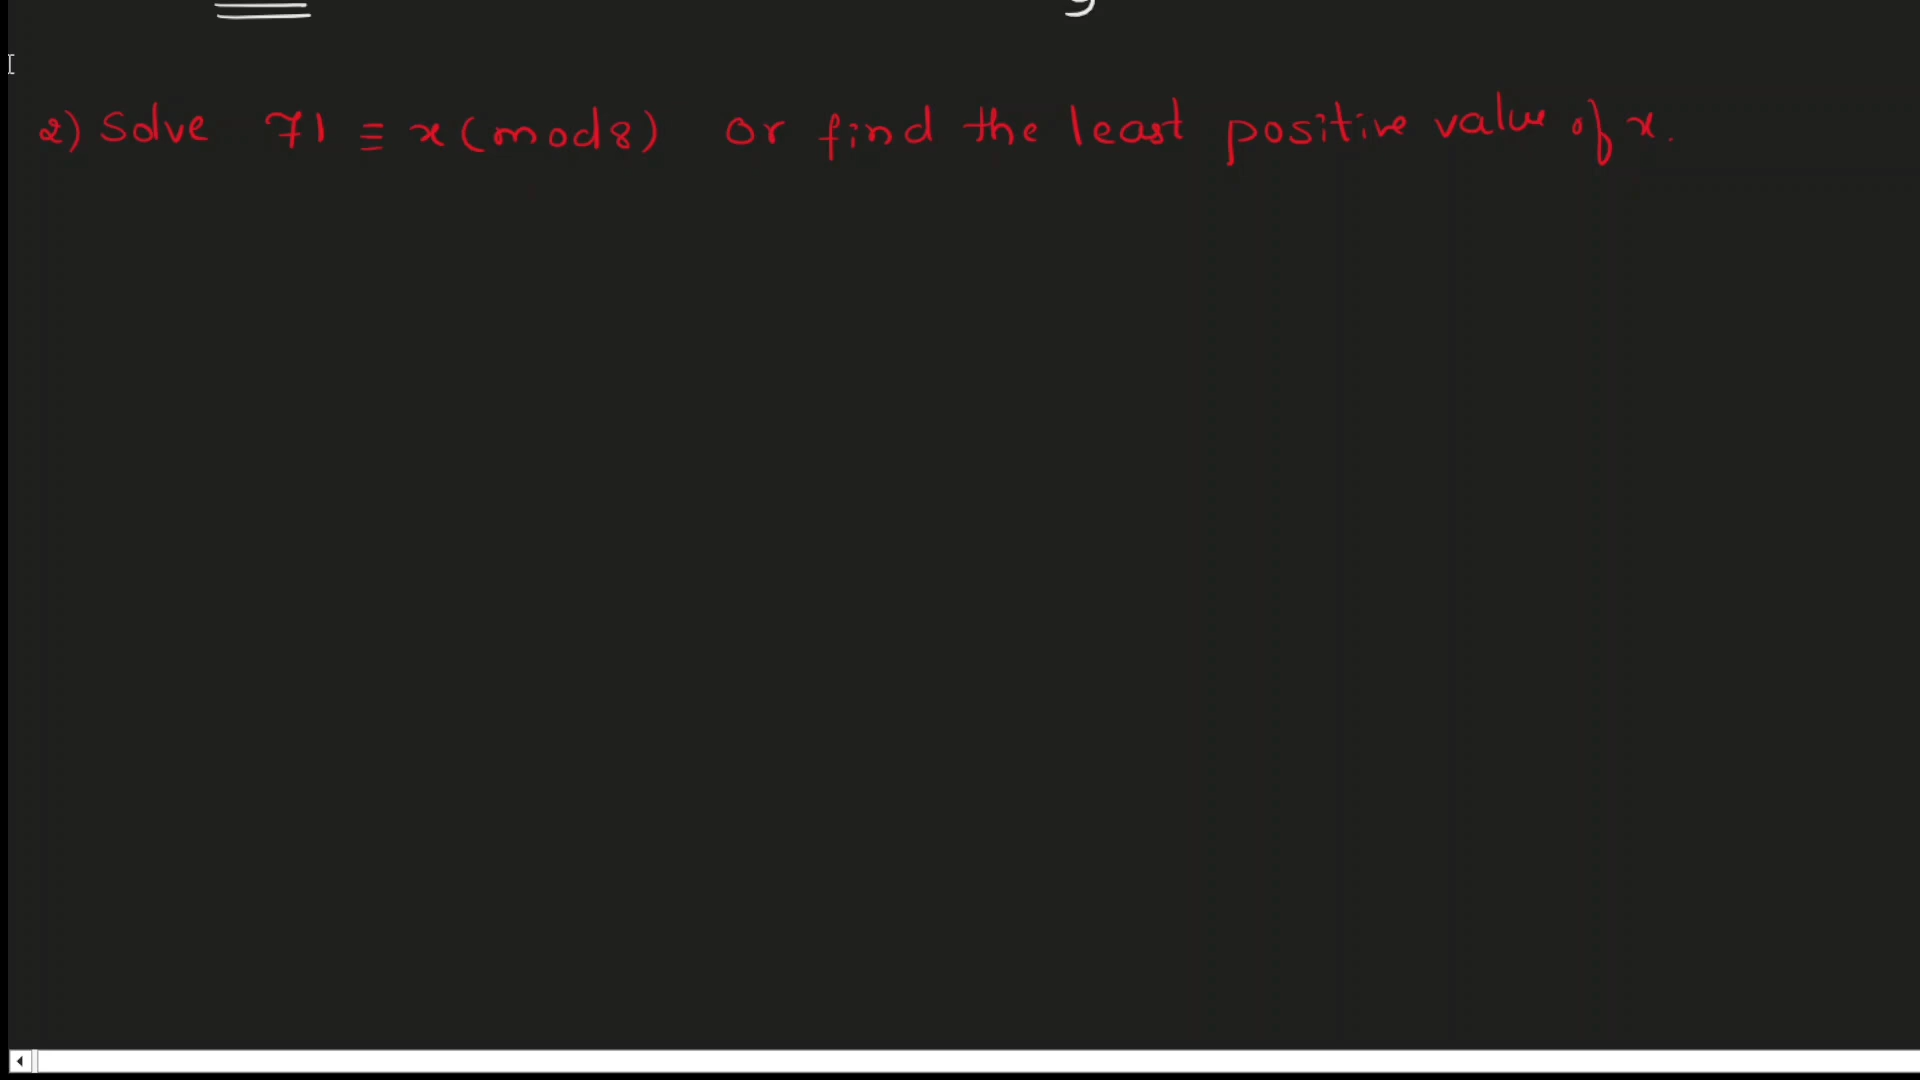 2) Solve 71 ≡ x (mod 8) Or find the least positive value of x.